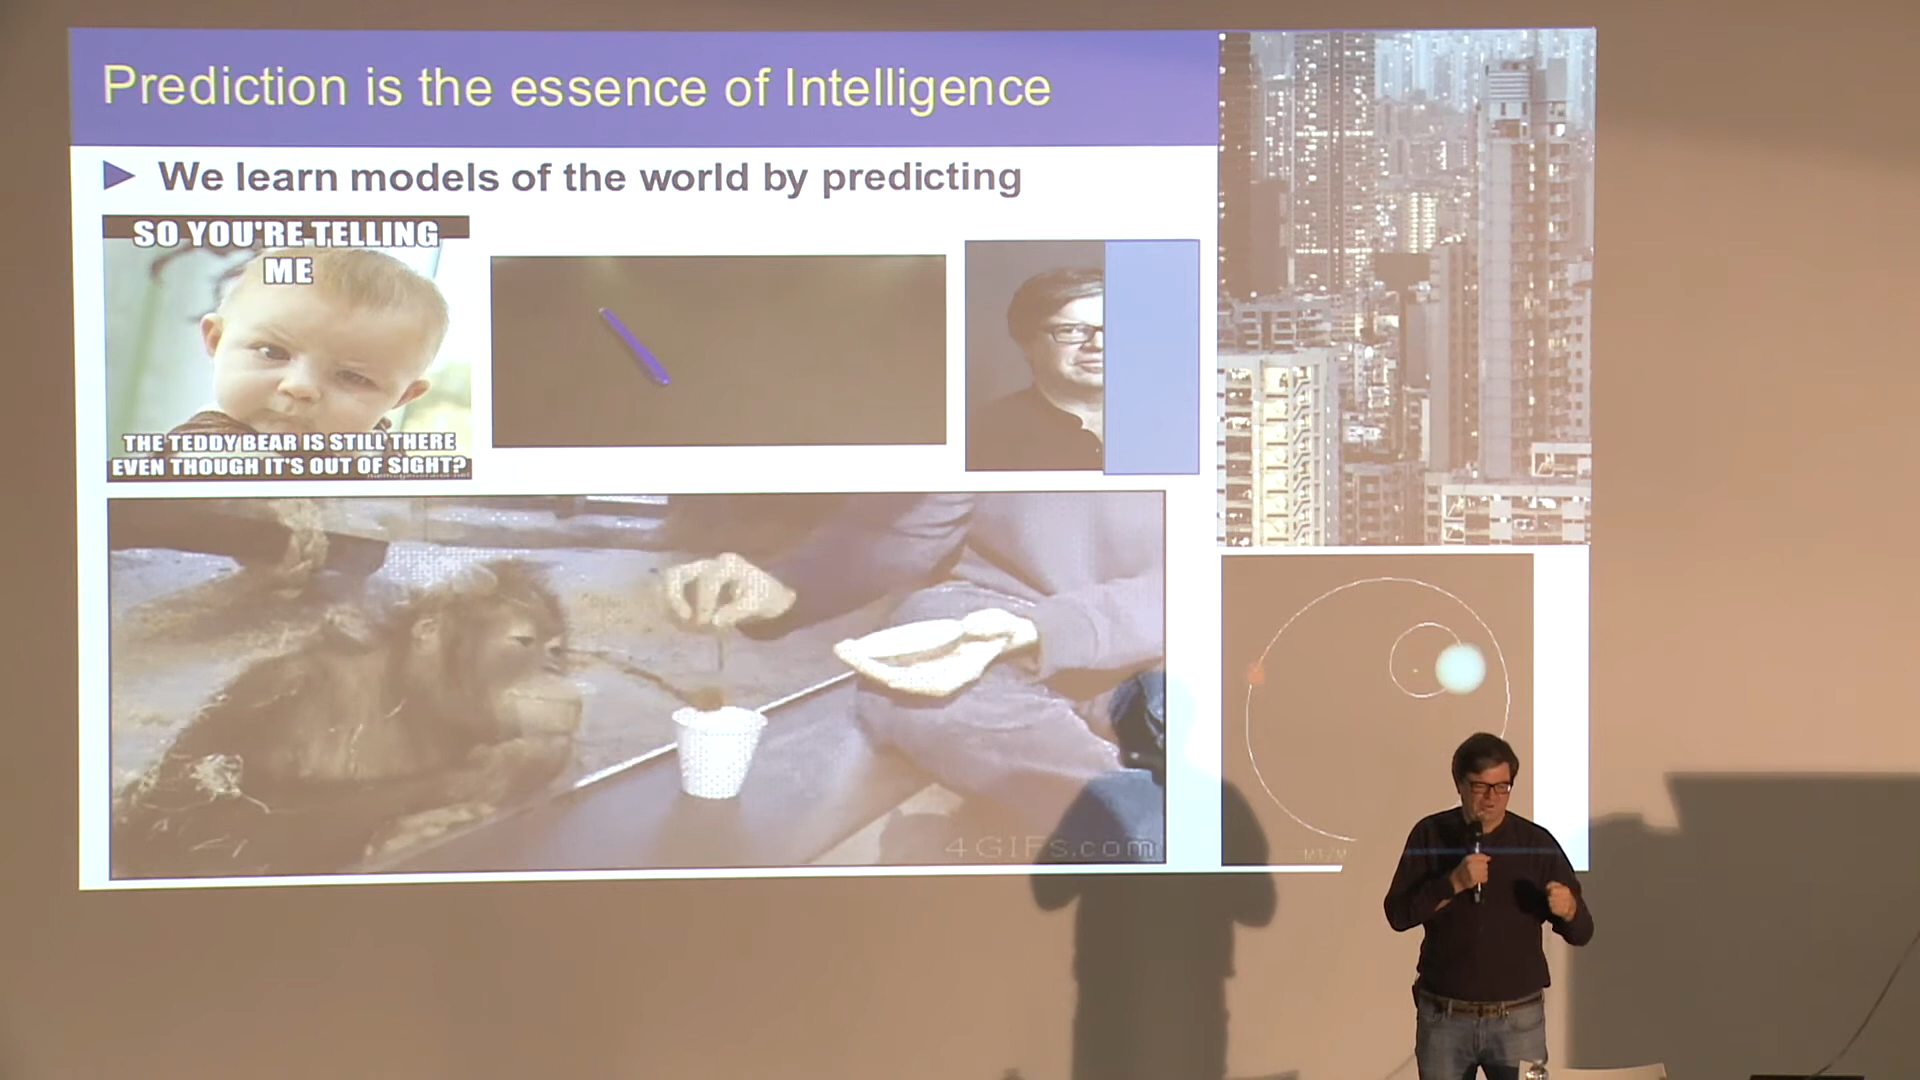 Prediction is the essence of Intelligence
We learn models of the world by predicting
SO YOU'RE TELLING
ME
THE TEDDY BEAR IS STILL THERE
EVEN THOUGH IT'S OUT OF SIGHT?
4GIFs.com